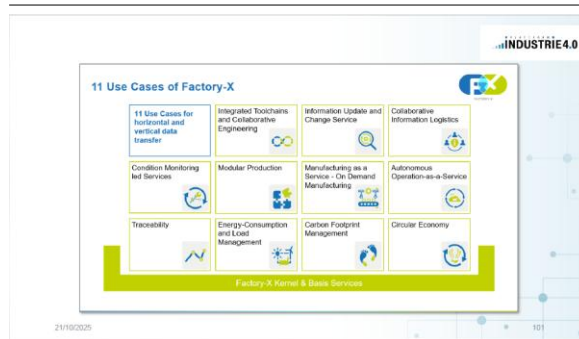 INDUSTRIE4.0
11 Use Cases of Factory-X
11 Use Cases for
horizontal and
vertical data
transfer
Integrated Toolchains
and Collaborative
Engineering
Information Update and
Change Service
Collaborative
Information Logistics
Condition Monitoring
led Services
Modular Production
Manufacturing as a
Service - On Demand
Manufacturing
Autonomous
Operation-as-a-Service
Traceability
Energy-Consumption
and Load
Management
Carbon Footprint
Management
Circular Economy
Factory-X Kernel & Basis Services
21/10/2025
101